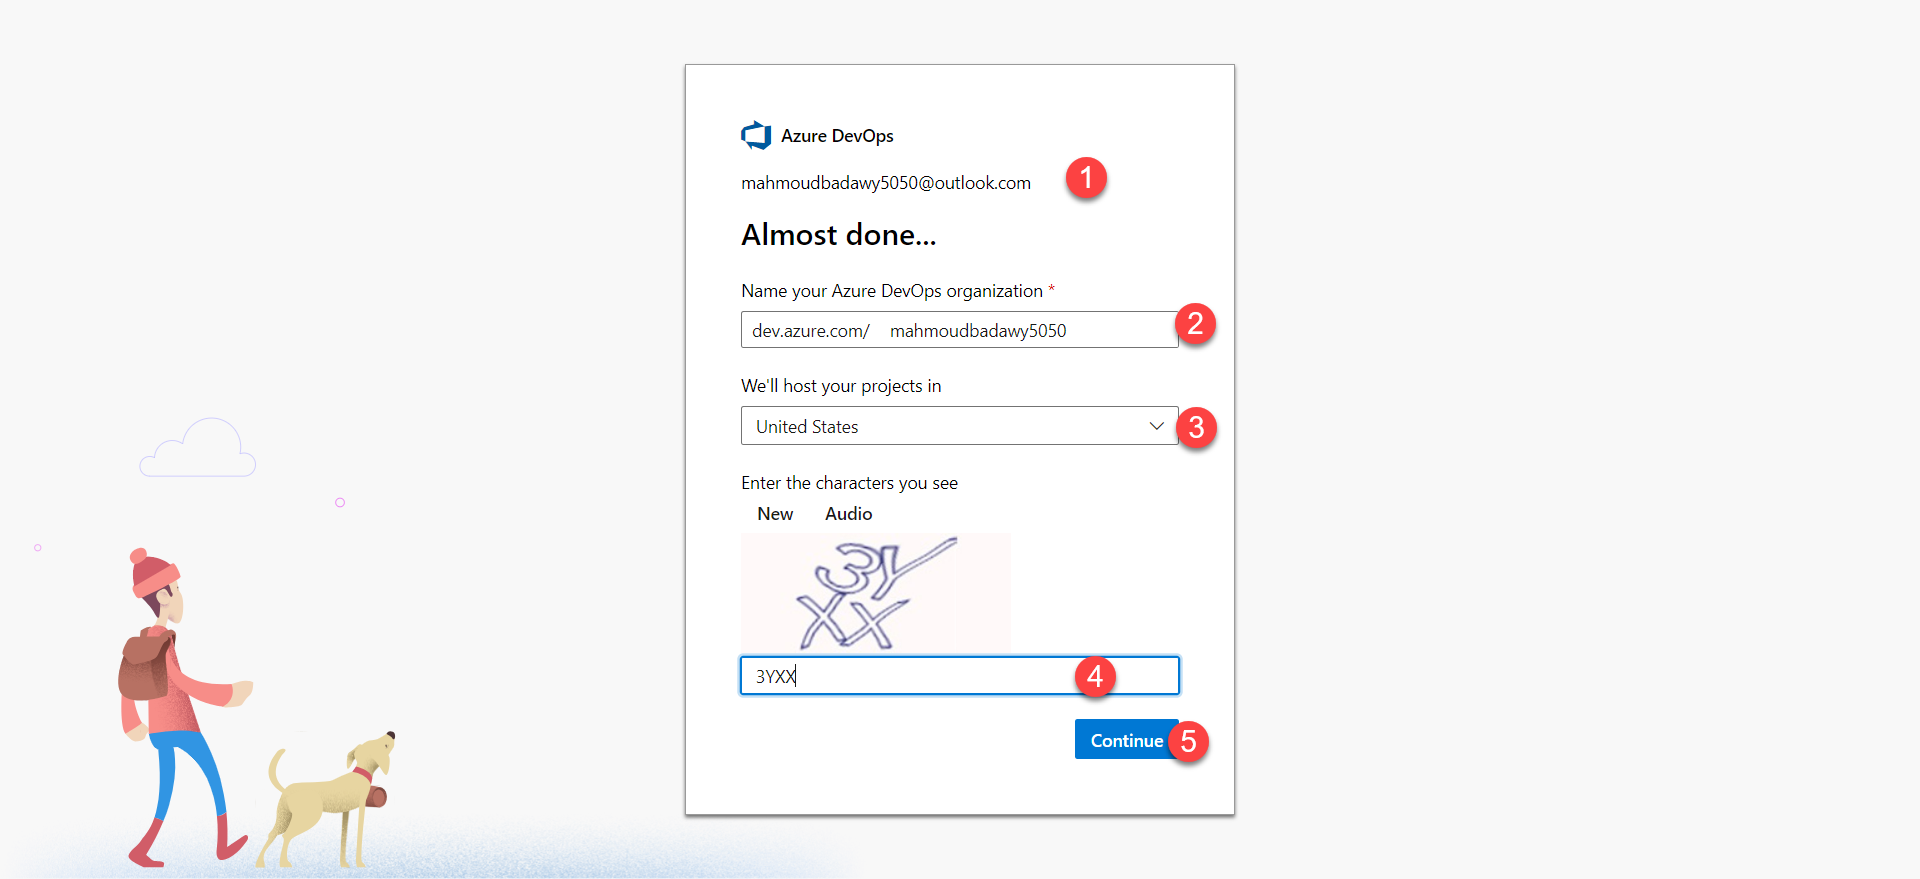 Azure DevOps
mahmoudbadawy5050@outlook.com
1
Almost done...
Name your Azure DevOps organization *
dev.azure.com/ mahmoudbadawy5050
2
We'll host your projects in
United States
3
Enter the characters you see
New Audio
3Y
XX
3YXX
4
Continue
5